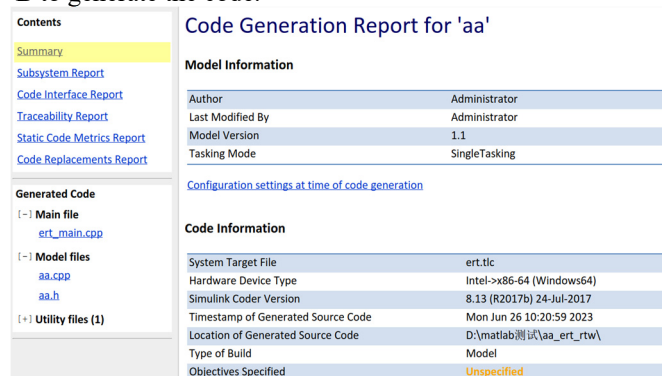 B to generate the code.
Contents
Summary
Subsystem Report
Code Interface Report
Traceability Report
Static Code Metrics Report
Code Replacements Report
Generated Code
[-] Main file
ert_main.cpp
[-] Model files
aa.cpp
aa.h
[+] Utility files (1)
Code Generation Report for 'aa'
Model Information
Author Administrator
Last Modified By Administrator
Model Version 1.1
Tasking Mode SingleTasking
Configuration settings at time of code generation
Code Information
System Target File ert.tlc
Hardware Device Type Intel->x86-64 (Windows64)
Simulink Coder Version 8.13 (R2017b) 24-Jul-2017
Timestamp of Generated Source Code Mon Jun 26 10:20:59 2023
Location of Generated Source Code D:\matlab测试\aa_ert_rtw\
Type of Build Model
Objectives Specified Unspecified